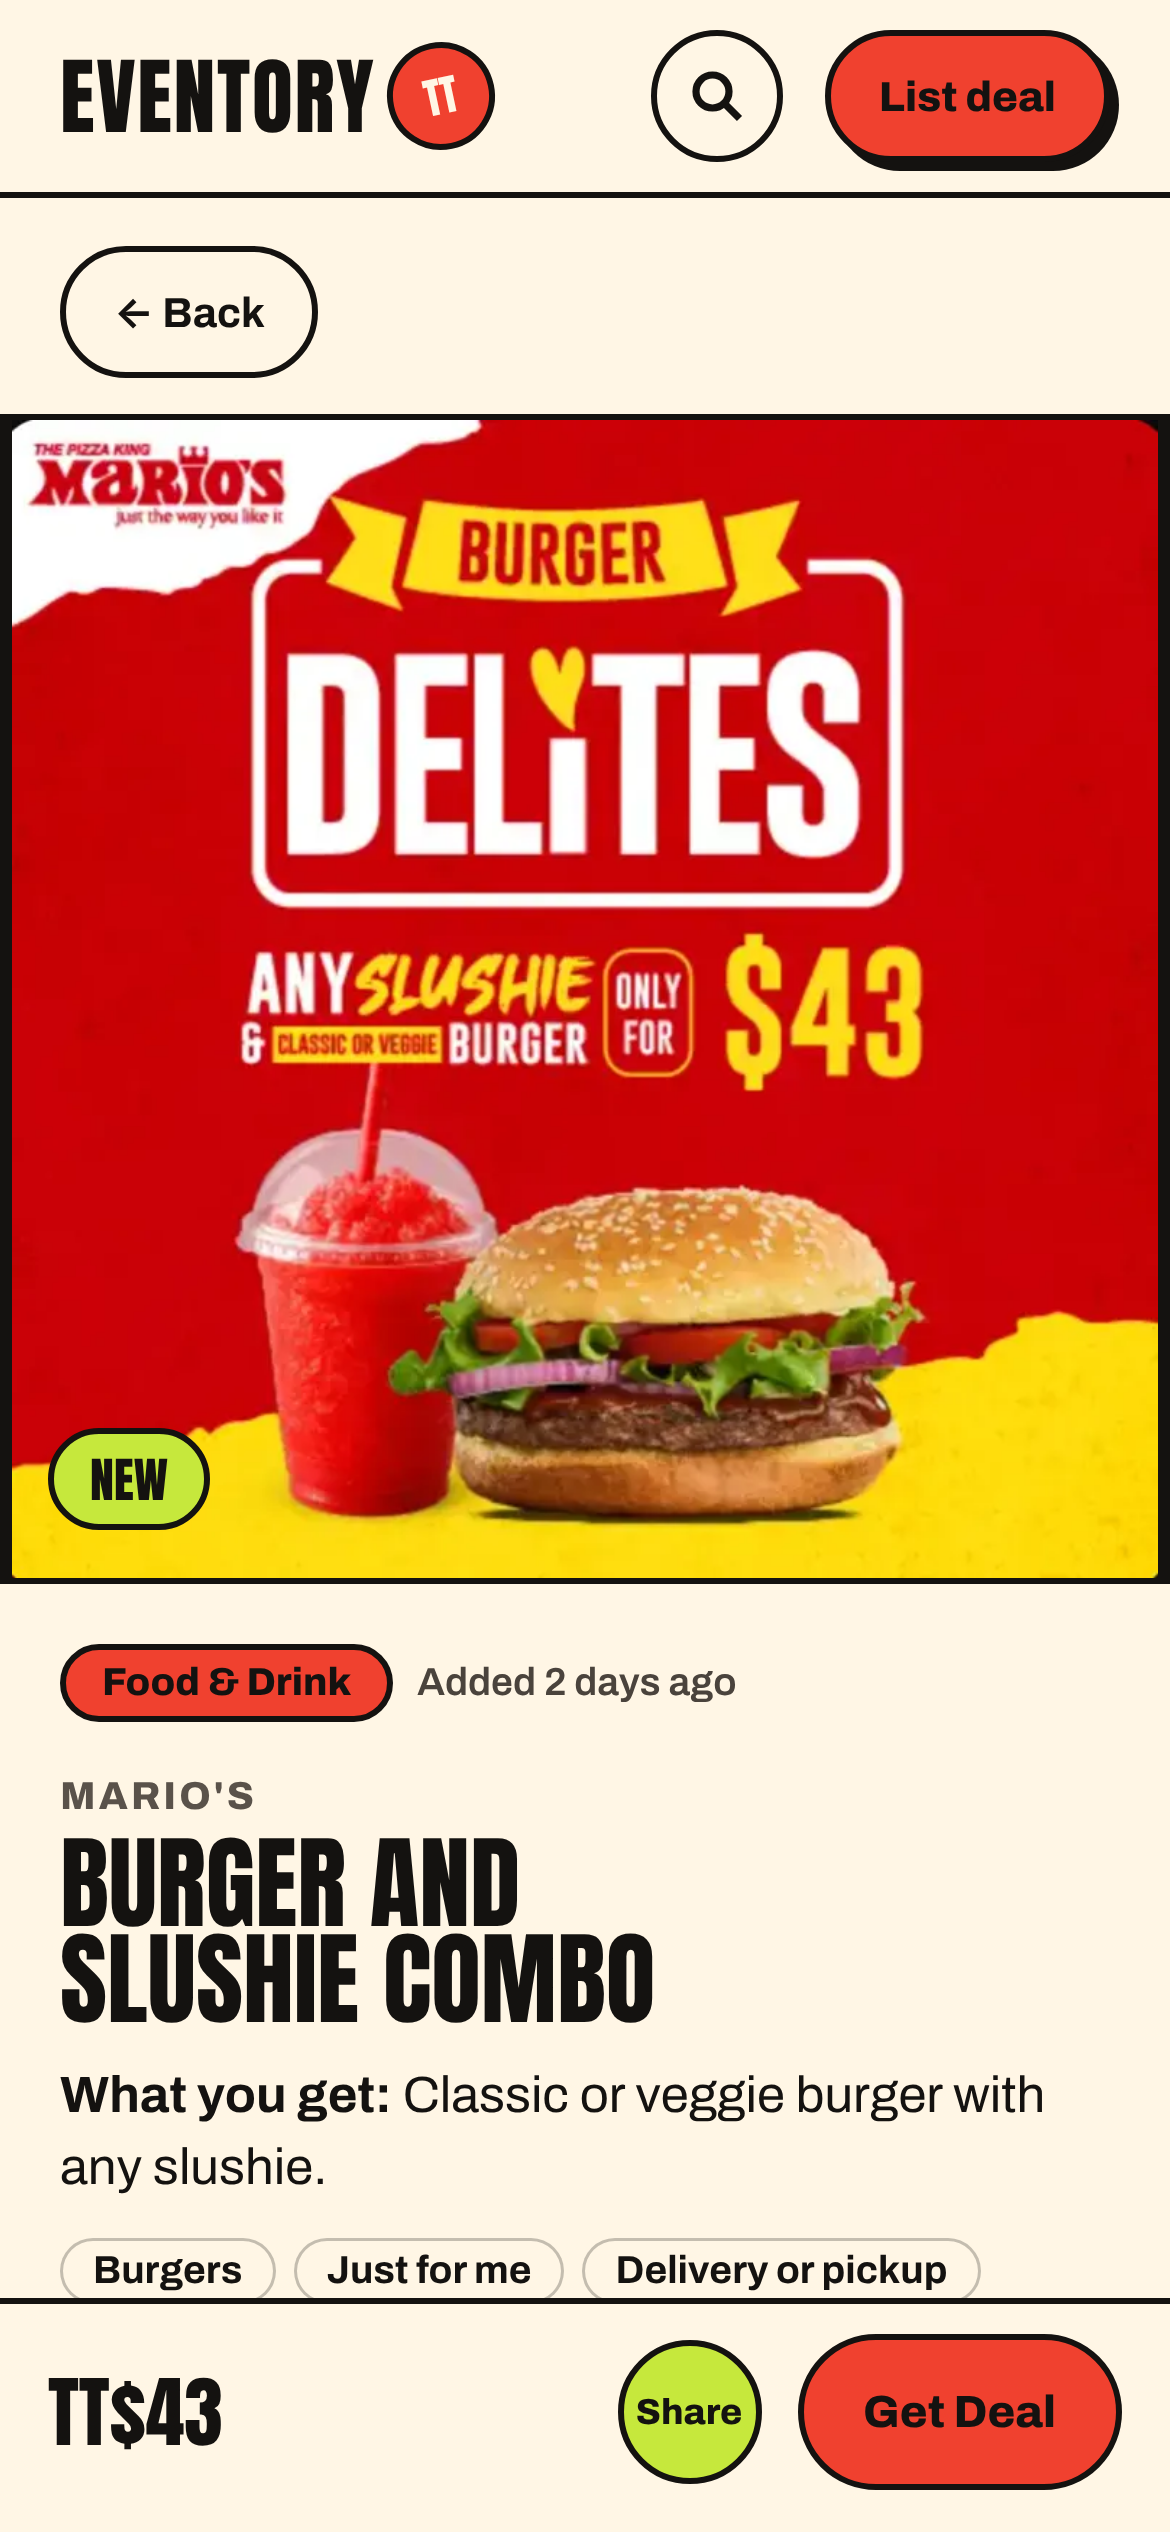 EVENTORY TT
List deal
← Back
THE PIZZA KING
MARIO'S
just the way you like it
BURGER
DELiTES
ANY SLUSHIE
& CLASSIC OR VEGGIE BURGER
ONLY
FOR
$43
NEW
Food & Drink
Added 2 days ago
MARIO'S
BURGER AND
SLUSHIE COMBO
What you get: Classic or veggie burger with
any slushie.
Burgers
Just for me
Delivery or pickup
TT$43
Share
Get Deal